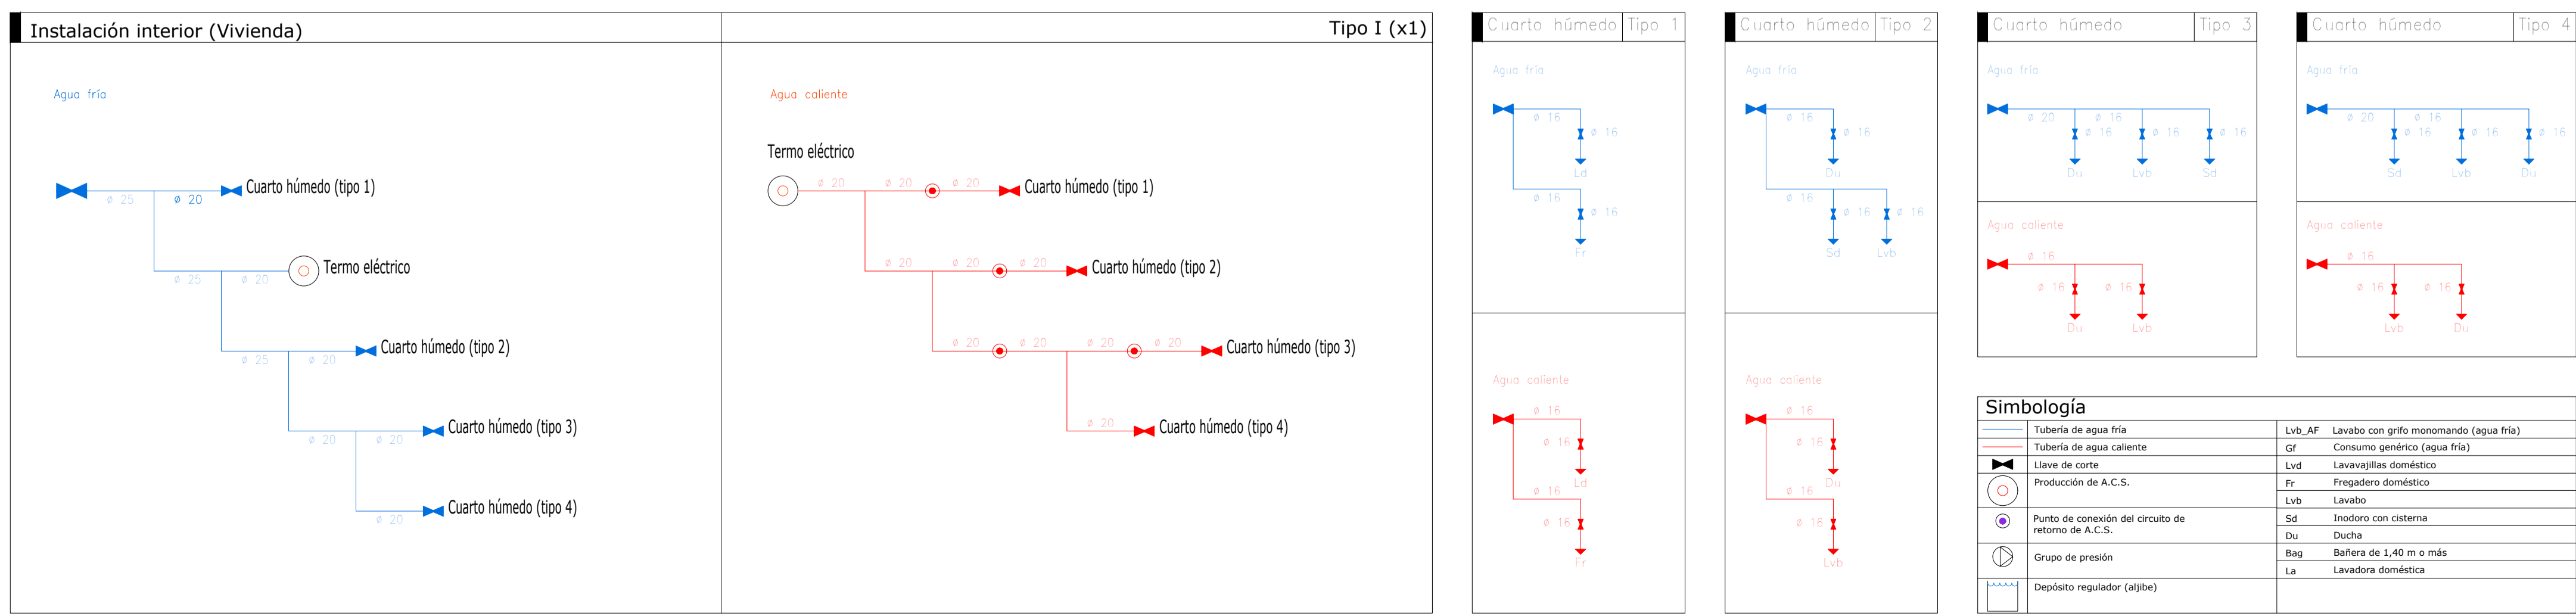 Instalación interior (Vivienda)
Tipo I (x1)
Agua fría
ø 25
ø 20
Cuarto húmedo (tipo 1)
ø 25
ø 20
Termo eléctrico
ø 25
ø 20
Cuarto húmedo (tipo 2)
ø 20
ø 20
Cuarto húmedo (tipo 3)
ø 20
Cuarto húmedo (tipo 4)
Agua caliente
Termo eléctrico
ø 20
ø 20
ø 20
Cuarto húmedo (tipo 1)
ø 20
ø 20
ø 20
Cuarto húmedo (tipo 2)
ø 20
ø 20
ø 20
ø 20
Cuarto húmedo (tipo 3)
ø 20
Cuarto húmedo (tipo 4)
Cuarto húmedo Tipo 1
Agua fría
ø 16
ø 16
Ld
ø 16
ø 16
Fr
Agua caliente
ø 16
ø 16
Ld
ø 16
ø 16
Fr
Cuarto húmedo Tipo 2
Agua fría
ø 16
ø 16
Du
ø 16
ø 16
ø 16
Sd
Lvb
Agua caliente
ø 16
ø 16
Du
ø 16
ø 16
Lvb
Cuarto húmedo Tipo 3
Agua fría
ø 20
ø 16
ø 16
ø 16
ø 16
Du
Lvb
Sd
Agua caliente
ø 16
ø 16
ø 16
Du
Lvb
Cuarto húmedo Tipo 4
Agua fría
ø 20
ø 16
ø 16
ø 16
ø 16
Sd
Lvb
Du
Agua caliente
ø 16
ø 16
ø 16
Lvb
Du
Simbología
Tubería de agua fría
Tubería de agua caliente
Llave de corte
Producción de A.C.S.
Punto de conexión del circuito de
retorno de A.C.S.
Grupo de presión
Depósito regulador (aljibe)
Lvb_AF Lavabo con grifo monomando (agua fría)
Gf Consumo genérico (agua fría)
Lvd Lavavajillas doméstico
Fr Fregadero doméstico
Lvb Lavabo
Sd Inodoro con cisterna
Du Ducha
Bag Bañera de 1,40 m o más
La Lavadora doméstica